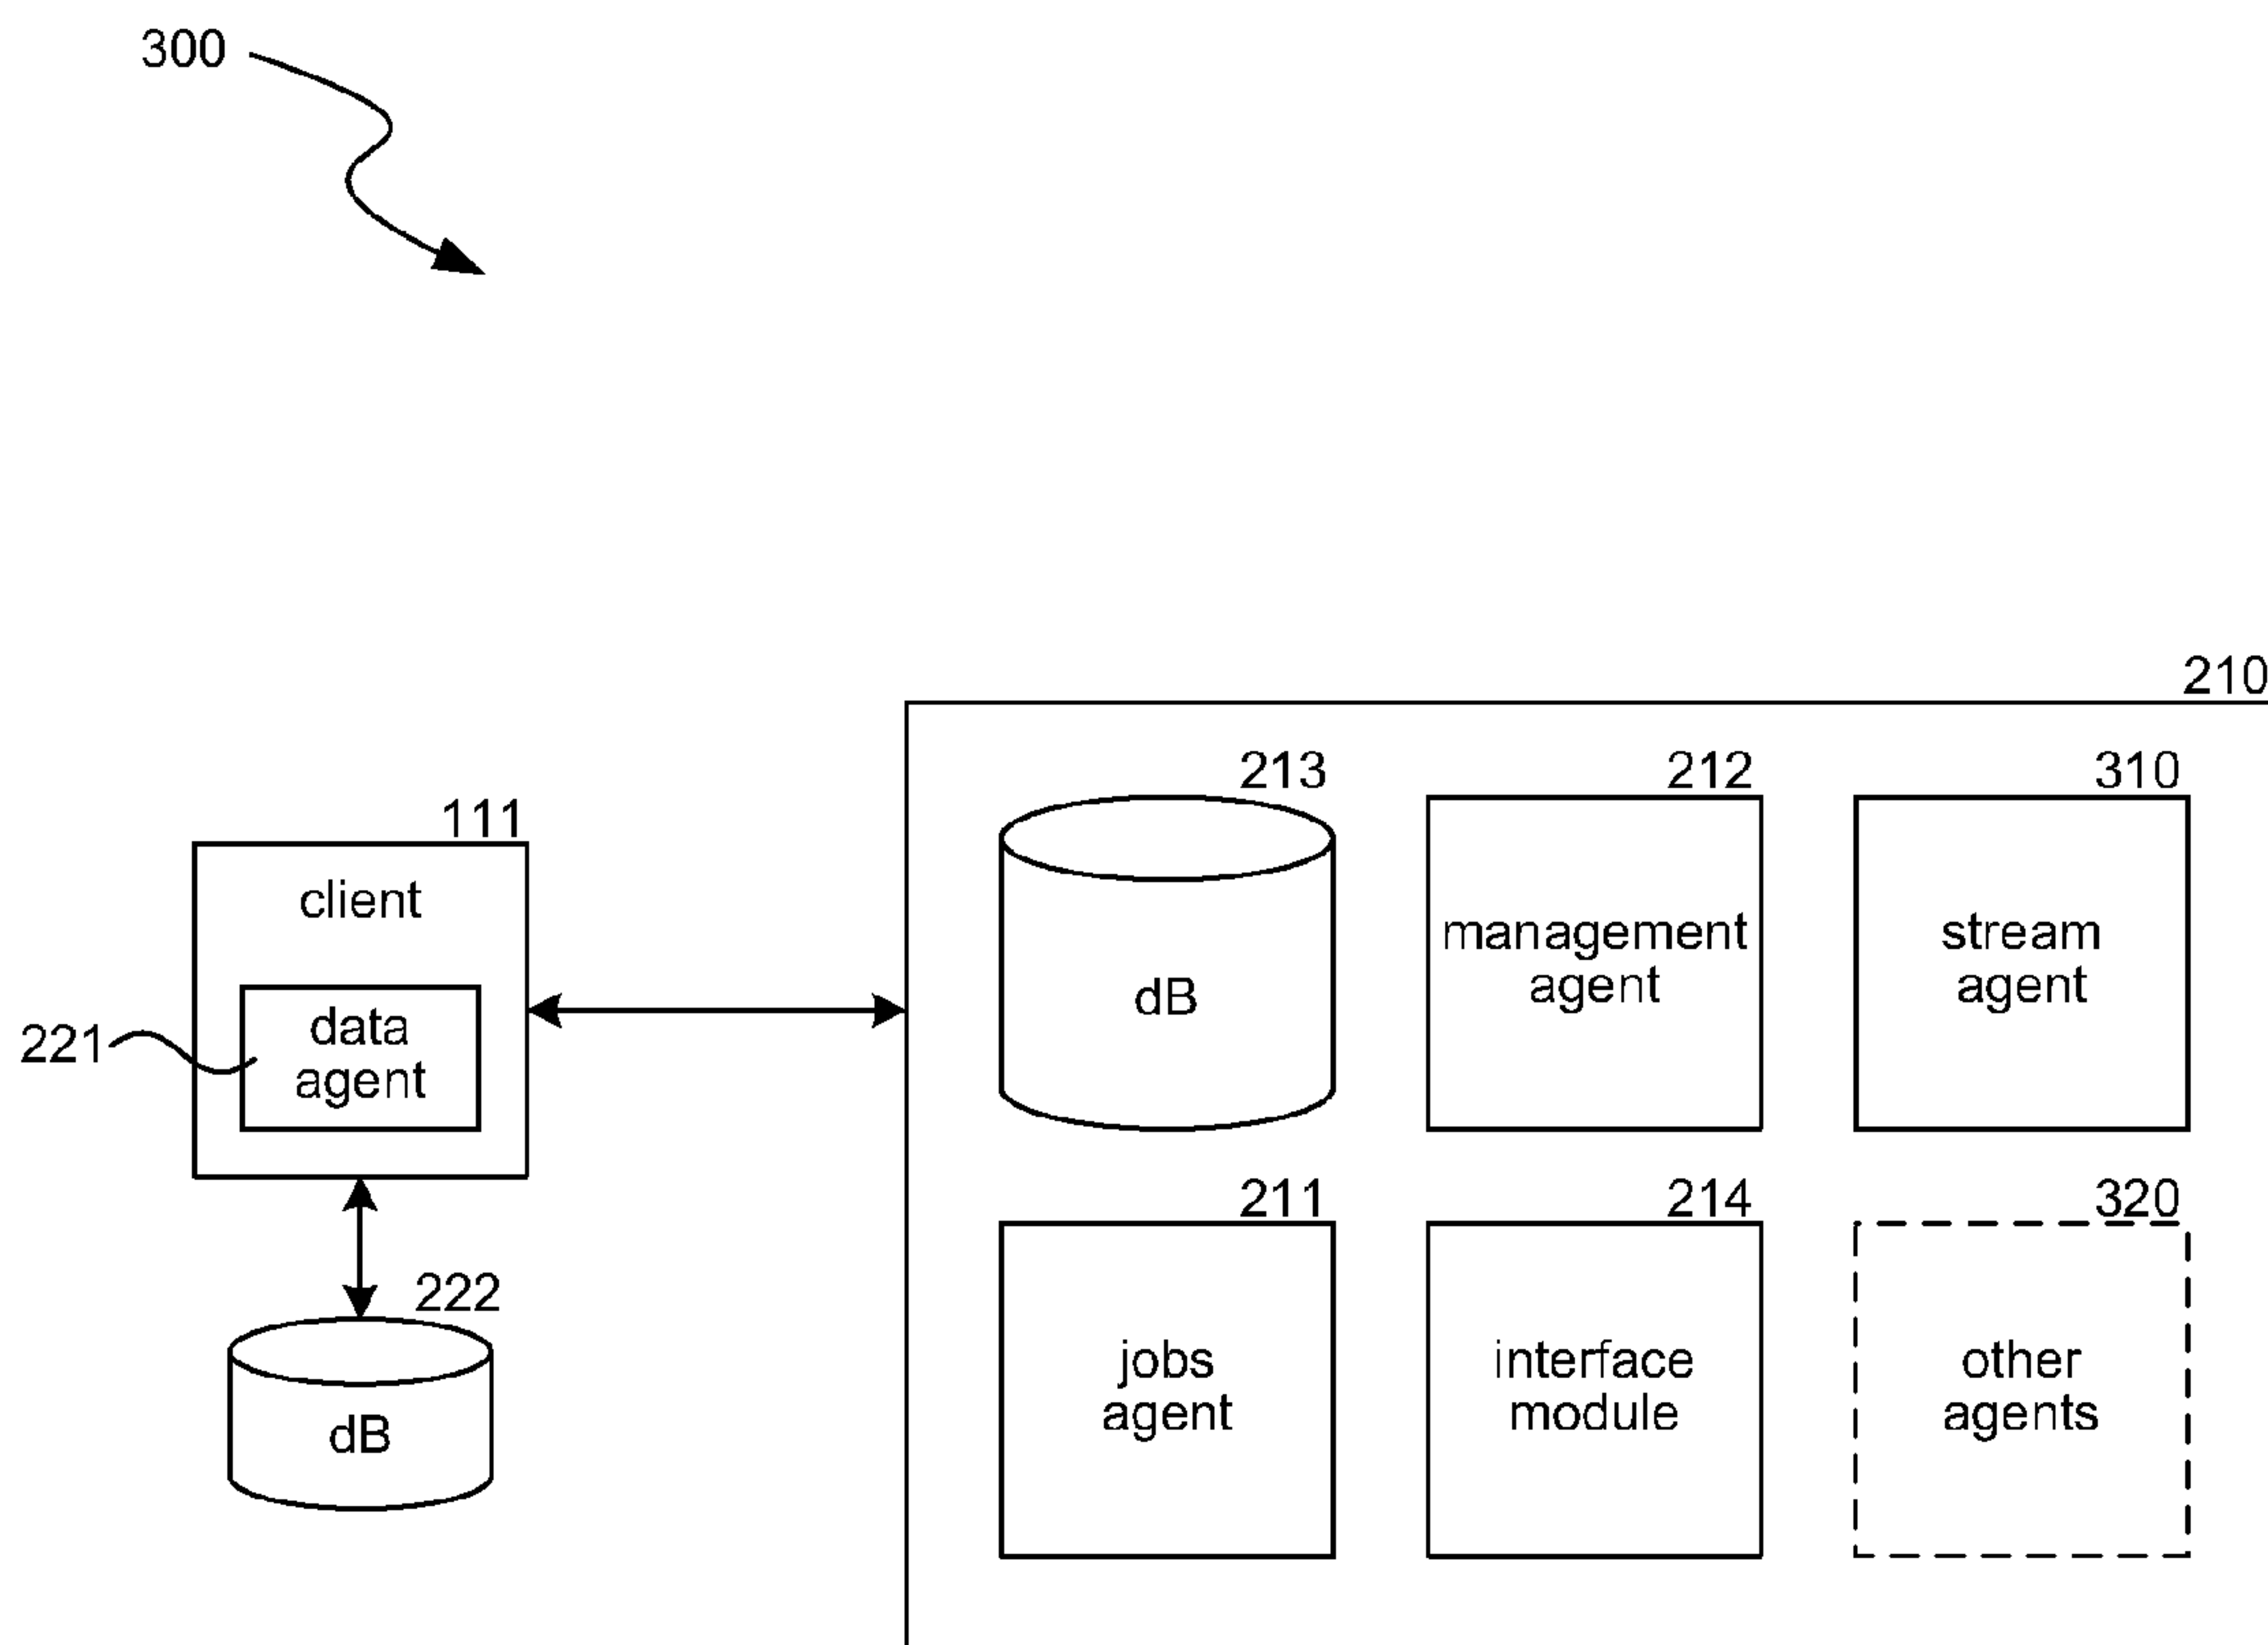 300
210
213
212
310
111
client
management
agent
stream
agent
dB
data
agent
221
211
214
320
222
jobs
agent
interface
module
other
agents
dB